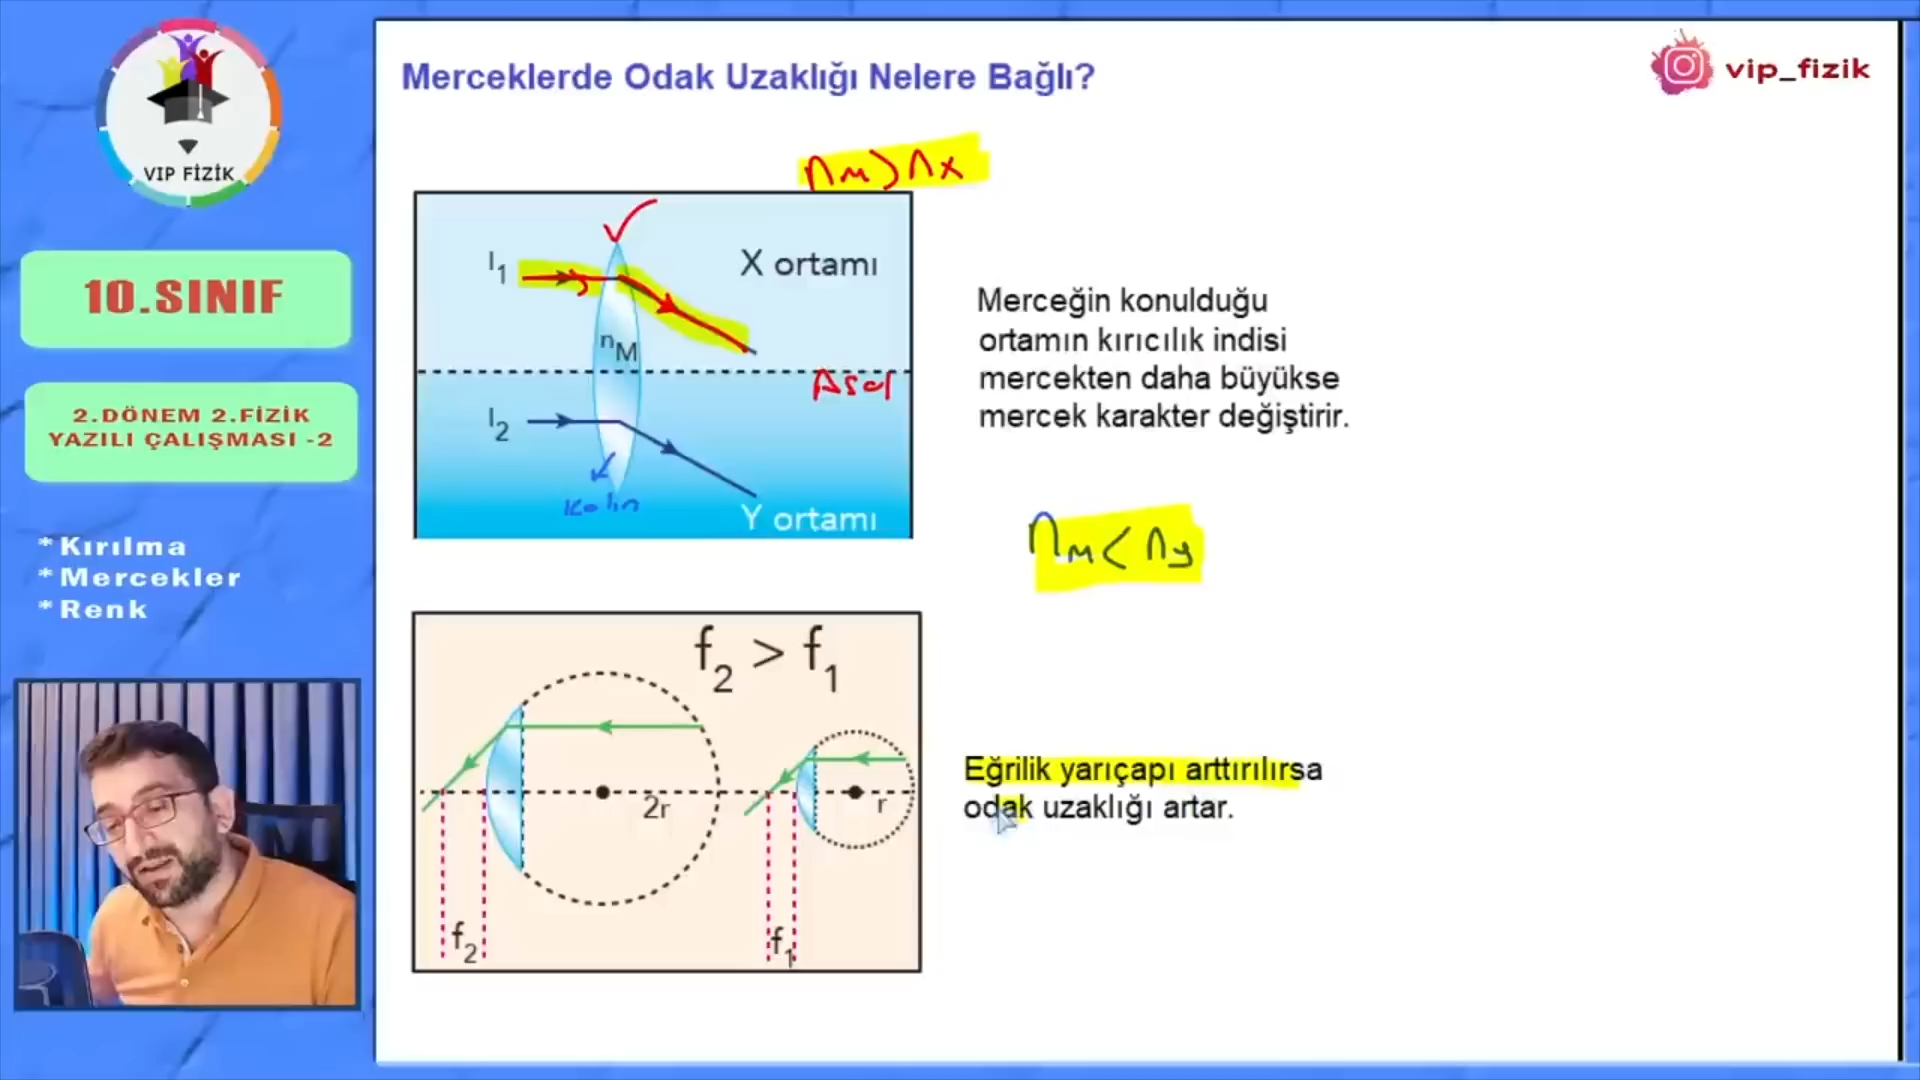 VIP FİZİK
10.SINIF
2.DÖNEM 2.FİZİK
YAZILI ÇALIŞMASI -2
* Kırılma
* Mercekler
* Renk
Merceklerde Odak Uzaklığı Nelere Bağlı?
vip_fizik
nM > nX
I1
X ortamı
nM
Asal
I2
Kalın
Y ortamı
Merceğin konulduğu
ortamın kırıcılık indisi
mercekten daha büyükse
mercek karakter değiştirir.
nM < ny
f2 > f1
2r
r
f2
f1
Eğrilik yarıçapı arttırılırsa
odak uzaklığı artar.